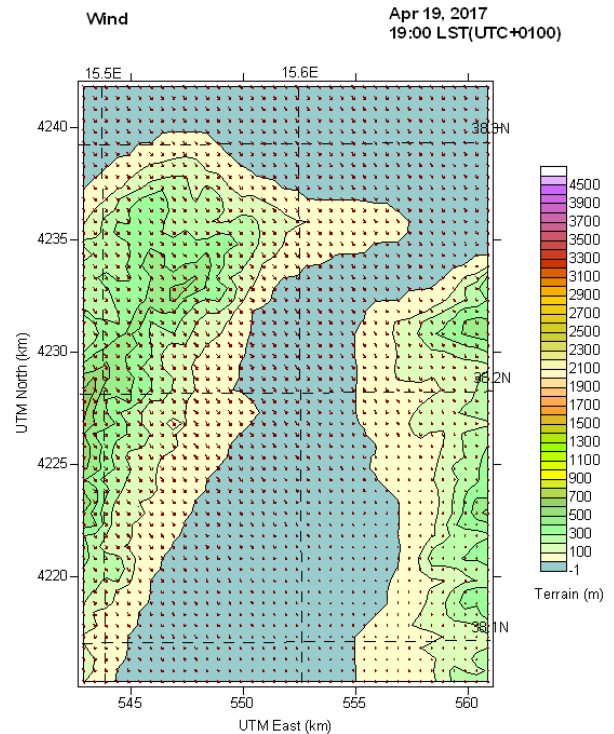 Wind
Apr 19, 2017
19:00 LST(UTC+0100)
15.5E
15.6E
4240
38.3N
4235
4230
38.2N
4225
4220
38.1N
UTM North (km)
545
550
555
560
UTM East (km)
4500
4300
3900
3700
3500
3300
3100
2900
2700
2500
2300
2100
1900
1700
1500
1300
1100
900
700
500
300
100
-1
Terrain (m)